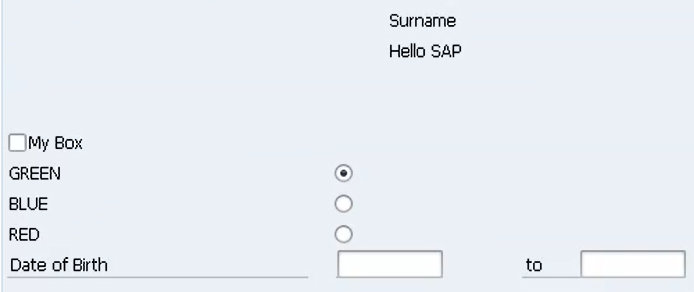 Surname
Hello SAP
My Box
GREEN
BLUE
RED
Date of Birth to